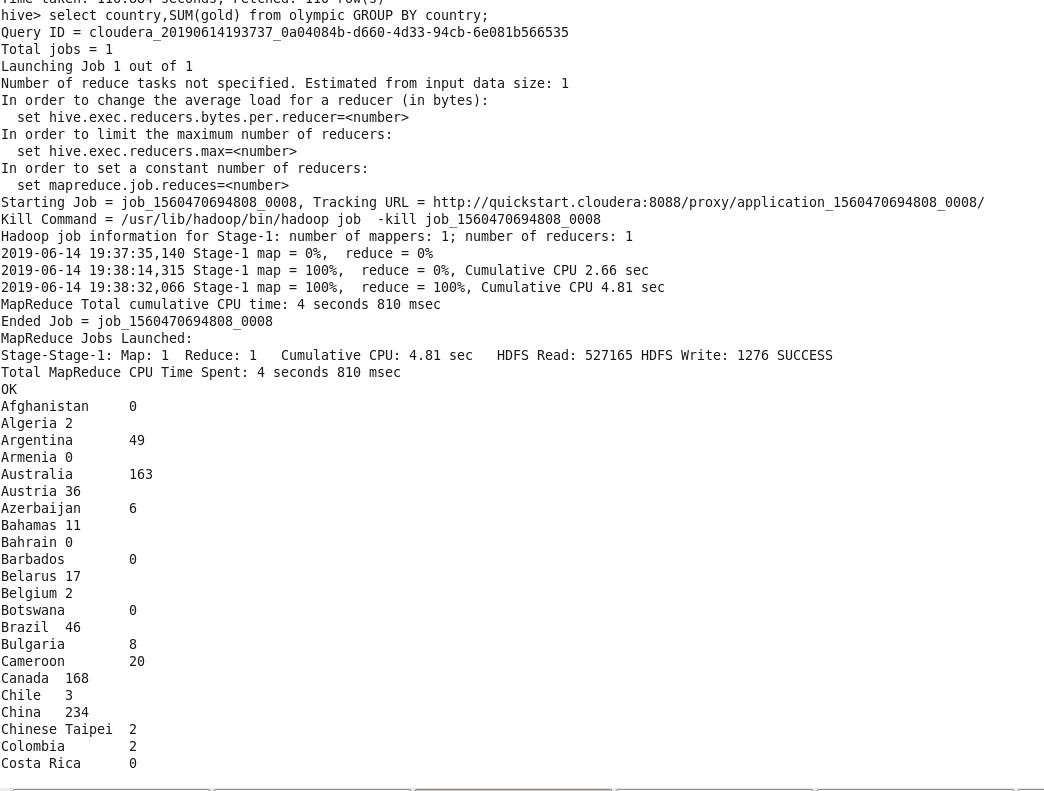 Time taken: 110.884 seconds, Fetched: 110 row(s)
hive> select country,SUM(gold) from olympic GROUP BY country;
Query ID = cloudera_20190614193737_0a04084b-d660-4d33-94cb-6e081b566535
Total jobs = 1
Launching Job 1 out of 1
Number of reduce tasks not specified. Estimated from input data size: 1
In order to change the average load for a reducer (in bytes):
  set hive.exec.reducers.bytes.per.reducer=<number>
In order to limit the maximum number of reducers:
  set hive.exec.reducers.max=<number>
In order to set a constant number of reducers:
  set mapreduce.job.reduces=<number>
Starting Job = job_1560470694808_0008, Tracking URL = http://quickstart.cloudera:8088/proxy/application_1560470694808_0008/
Kill Command = /usr/lib/hadoop/bin/hadoop job  -kill job_1560470694808_0008
Hadoop job information for Stage-1: number of mappers: 1; number of reducers: 1
2019-06-14 19:37:35,140 Stage-1 map = 0%,  reduce = 0%
2019-06-14 19:38:14,315 Stage-1 map = 100%,  reduce = 0%, Cumulative CPU 2.66 sec
2019-06-14 19:38:32,066 Stage-1 map = 100%,  reduce = 100%, Cumulative CPU 4.81 sec
MapReduce Total cumulative CPU time: 4 seconds 810 msec
Ended Job = job_1560470694808_0008
MapReduce Jobs Launched:
Stage-Stage-1: Map: 1  Reduce: 1   Cumulative CPU: 4.81 sec   HDFS Read: 527165 HDFS Write: 1276 SUCCESS
Total MapReduce CPU Time Spent: 4 seconds 810 msec
OK
Afghanistan     0
Algeria 2
Argentina       49
Armenia 0
Australia       163
Austria 36
Azerbaijan      6
Bahamas 11
Bahrain 0
Barbados        0
Belarus 17
Belgium 2
Botswana        0
Brazil  46
Bulgaria        8
Cameroon        20
Canada  168
Chile   3
China   234
Chinese Taipei  2
Colombia        2
Costa Rica      0